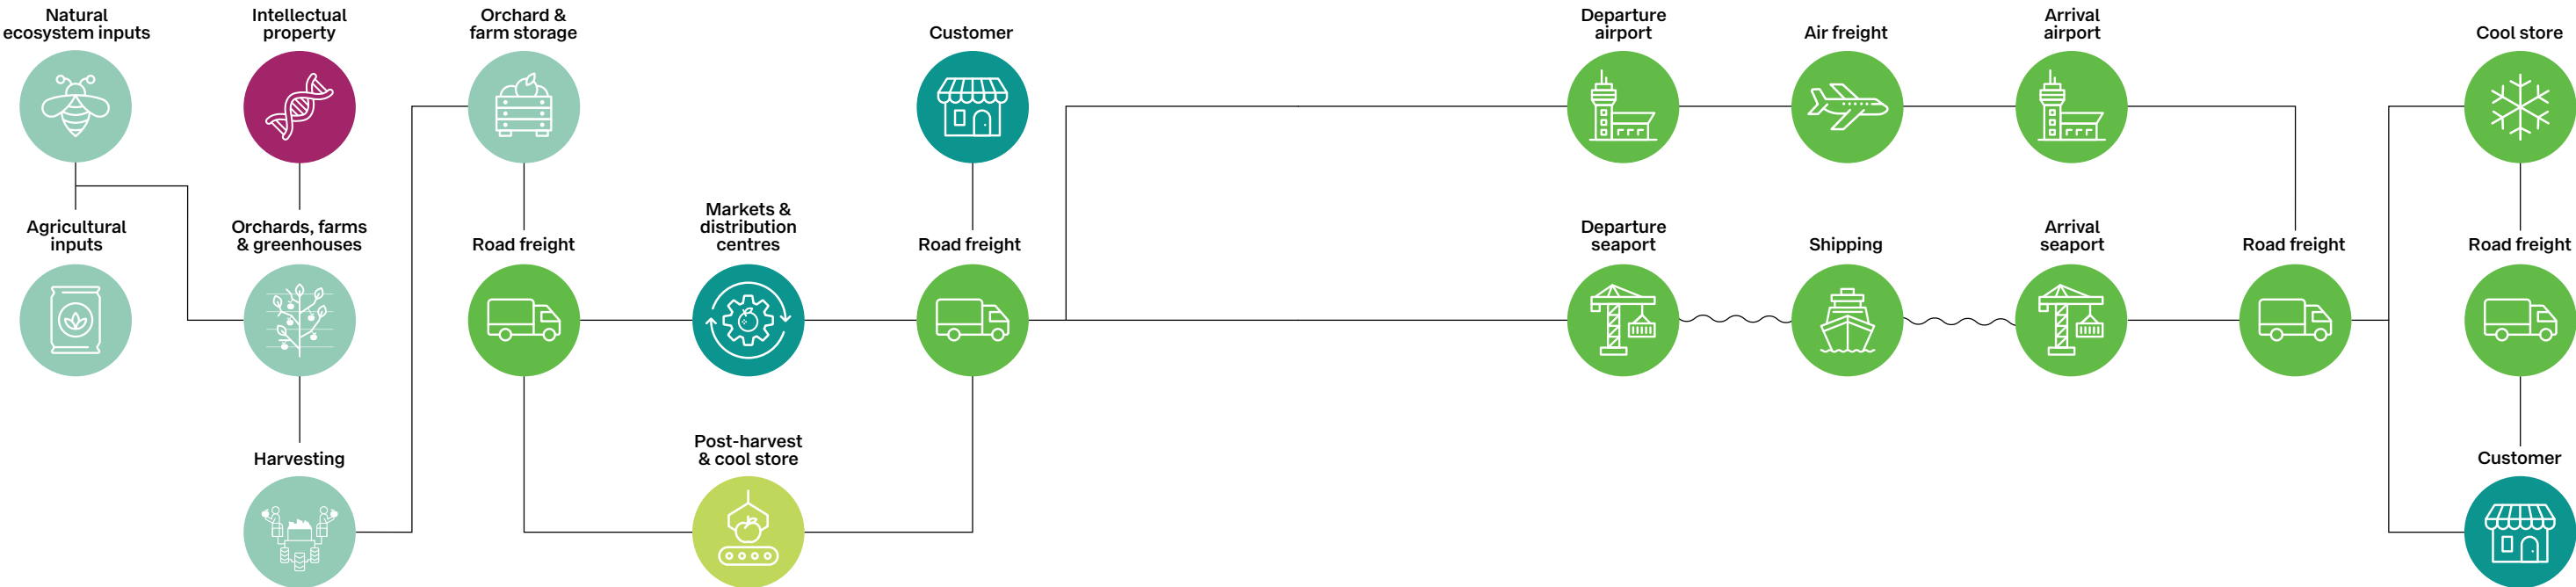 Natural
ecosystem inputs
Intellectual
property
Orchard &
farm storage
Customer
Departure
airport
Air freight
Arrival
airport
Cool store
Agricultural
inputs
Orchards, farms
& greenhouses
Road freight
Markets &
distribution
centres
Road freight
Departure
seaport
Shipping
Arrival
seaport
Road freight
Road freight
Harvesting
Post-harvest
& cool store
Customer